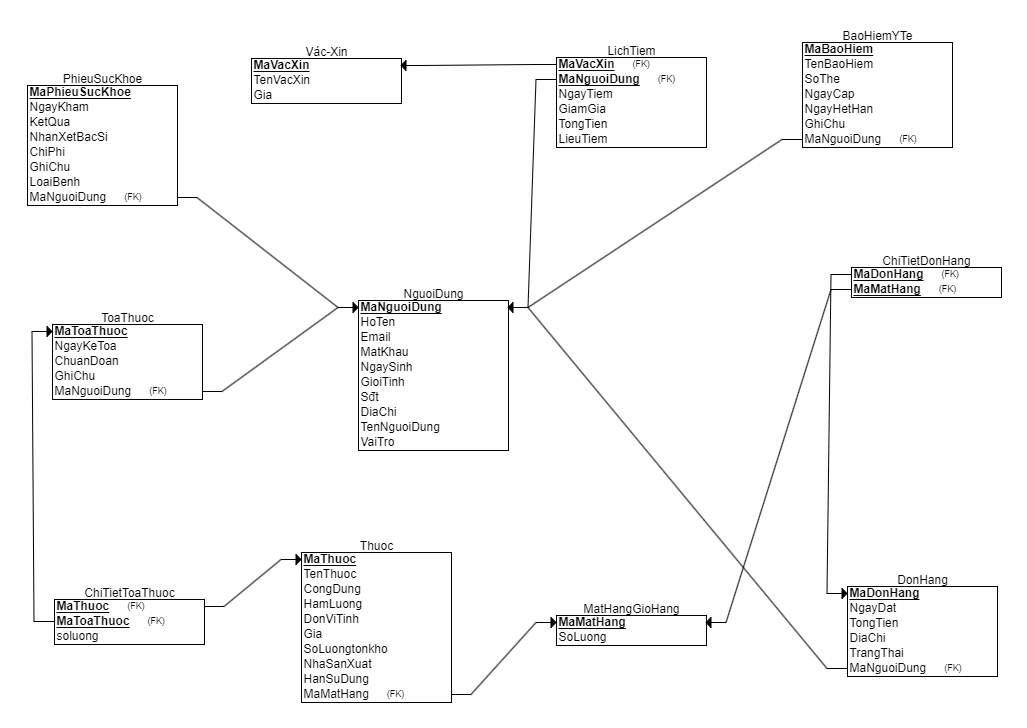 PhieuSucKhoe
MaPhieuSucKhoe
NgayKham
KetQua
NhanXetBacSi
ChiPhi
GhiChu
LoaiBenh
MaNguoiDung (FK)
Vác-Xin
MaVacXin
TenVacXin
Gia
LichTiem
MaVacXin (FK)
MaNguoiDung (FK)
NgayTiem
GiamGia
TongTien
LieuTiem
BaoHiemYTe
MaBaoHiem
TenBaoHiem
SoThe
NgayCap
NgayHetHan
GhiChu
MaNguoiDung (FK)
ChiTietDonHang
MaDonHang (FK)
MaMatHang (FK)
NguoiDung
MaNguoiDung
HoTen
Email
MatKhau
NgaySinh
GioiTinh
Sđt
DiaChi
TenNguoiDung
VaiTro
ToaThuoc
MaToaThuoc
NgayKeToa
ChuanDoan
GhiChu
MaNguoiDung (FK)
ChiTietToaThuoc
MaThuoc (FK)
MaToaThuoc (FK)
soluong
Thuoc
MaThuoc
TenThuoc
CongDung
HamLuong
DonViTinh
Gia
SoLuongtonkho
NhaSanXuat
HanSuDung
MaMatHang (FK)
MatHangGioHang
MaMatHang
SoLuong
DonHang
MaDonHang
NgayDat
TongTien
DiaChi
TrangThai
MaNguoiDung (FK)